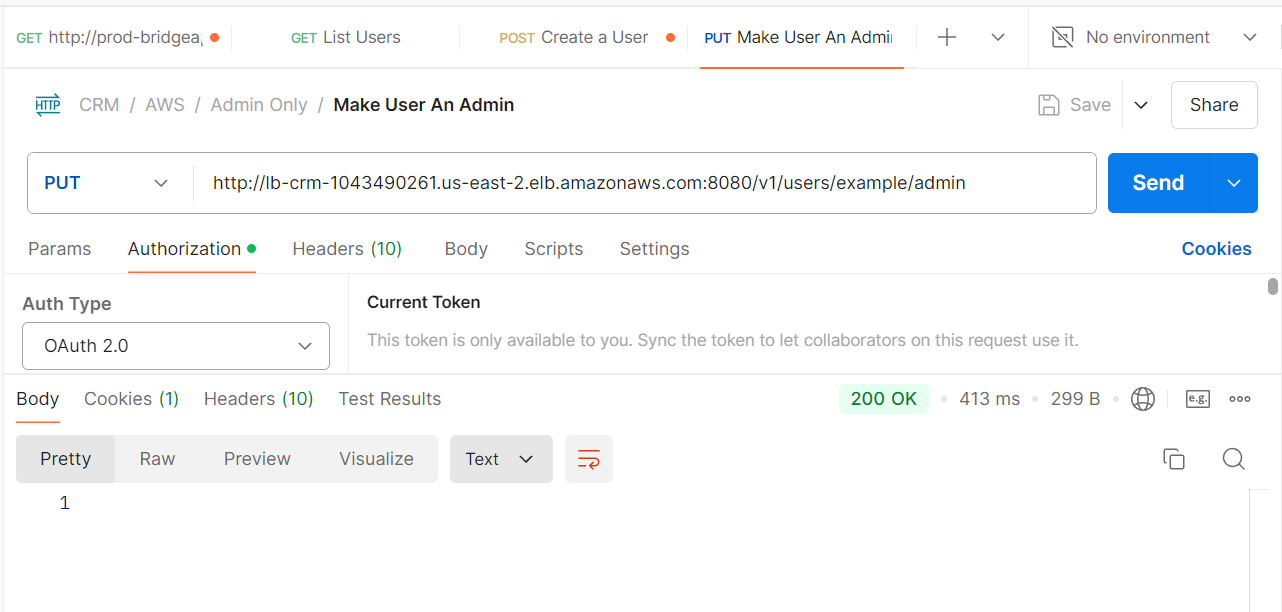 GET http://prod-bridgea GET List Users POST Create a User PUT Make User An Admi No environment
HTTP CRM / AWS / Admin Only / Make User An Admin Save Share
PUT http://lb-crm-1043490261.us-east-2.elb.amazonaws.com:8080/v1/users/example/admin Send
Params Authorization Headers (10) Body Scripts Settings Cookies
Auth Type
OAuth 2.0
Current Token
This token is only available to you. Sync the token to let collaborators on this request use it.
Body Cookies (1) Headers (10) Test Results 200 OK 413 ms 299 B e.g.
Pretty Raw Preview Visualize Text
1